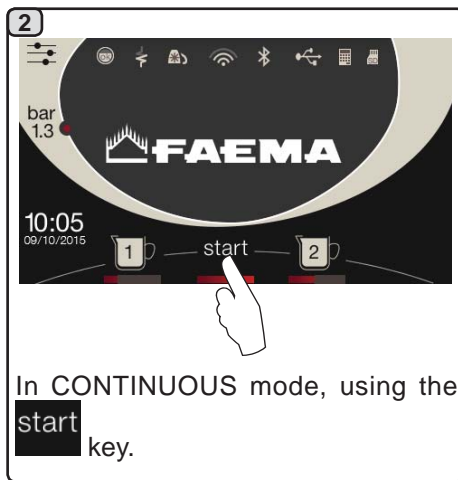 2
bar
1.3
FAEMA
10:05
09/10/2015
1 start 2
In CONTINUOUS mode, using the
start key.